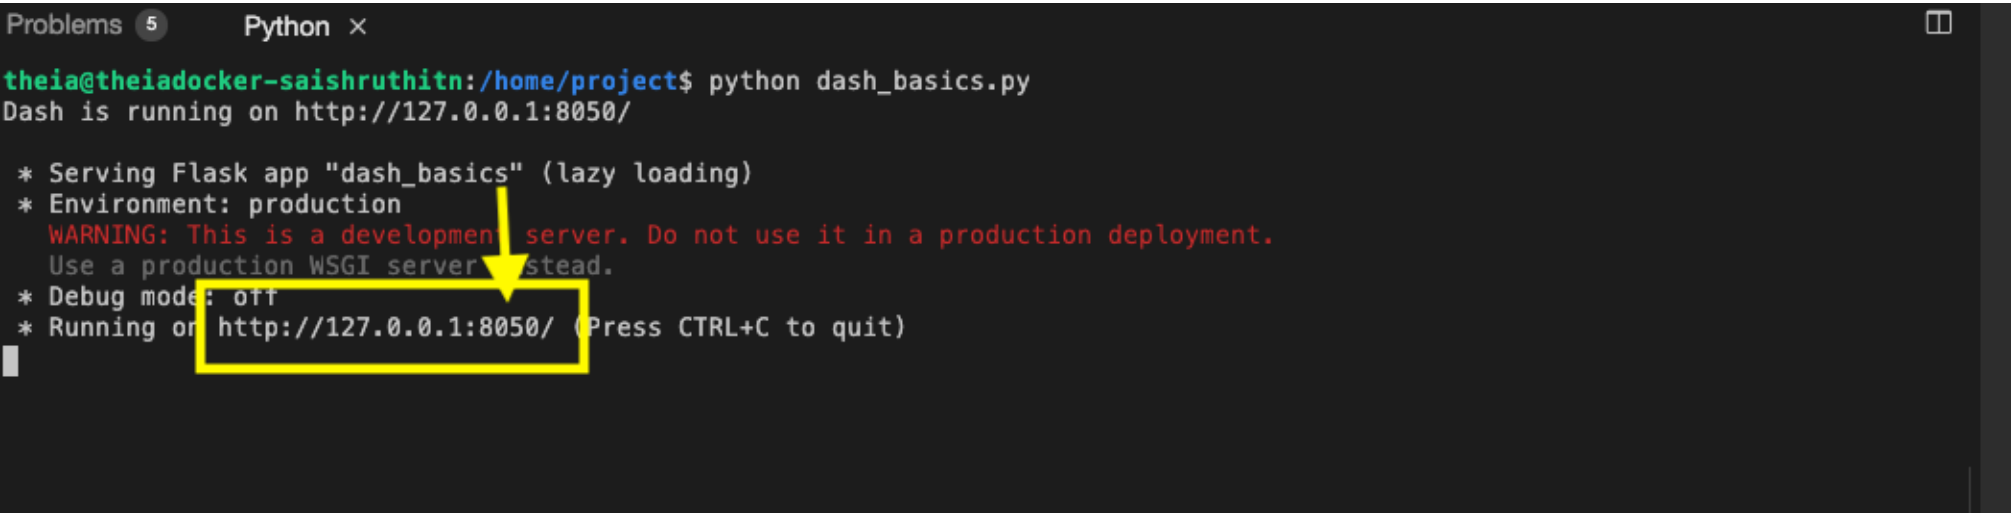 Problems 5 Python ×
theia@theiadocker-saishruthitn:/home/project$ python dash_basics.py
Dash is running on http://127.0.0.1:8050/
* Serving Flask app "dash_basics" (lazy loading)
* Environment: production
WARNING: This is a development server. Do not use it in a production deployment.
Use a production WSGI server instead.
* Debug mode: off
* Running on http://127.0.0.1:8050/ (Press CTRL+C to quit)